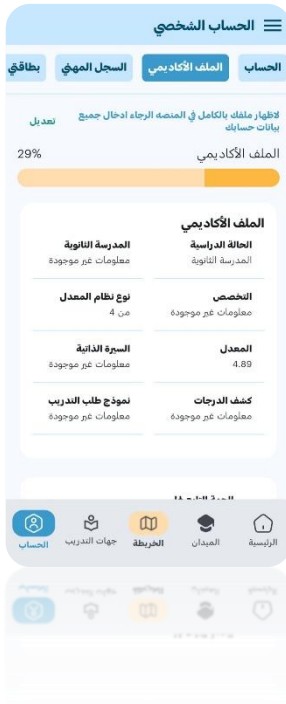 الحساب الشخصي
الحساب
الملف الأكاديمي
السجل المهني
بطاقتي
لاظهار ملفك بالكامل في المنصه الرجاء ادخال جميع
بيانات حسابك
تعديل
الملف الأكاديمي
29%
الملف الأكاديمي
الحالة الدراسية
المدرسة الثانوية
المدرسة الثانوية
معلومات غير موجودة
التخصص
معلومات غير موجودة
نوع نظام المعدل
من 4
المعدل
4.89
السيرة الذاتية
معلومات غير موجودة
كشف الدرجات
معلومات غير موجودة
نموذج طلب التدريب
معلومات غير موجودة
الرئيسية
الميدان
الخريطة
جهات التدريب
الحساب